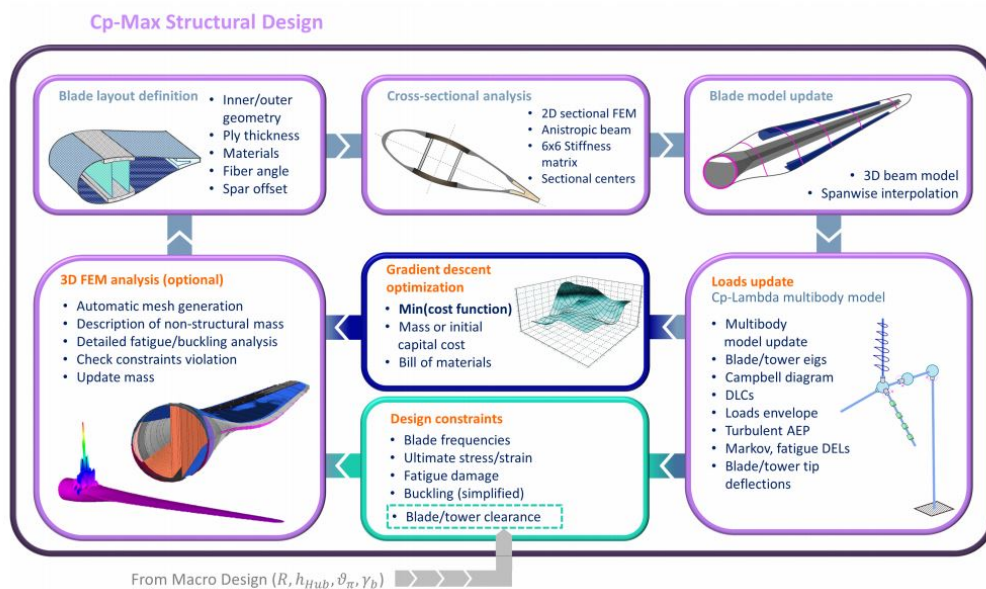 Cp-Max Structural Design
Blade layout definition
• Inner/outer
geometry
• Ply thickness
• Materials
• Fiber angle
• Spar offset
Cross-sectional analysis
• 2D sectional FEM
• Anistropic beam
• 6x6 Stiffness
matrix
• Sectional centers
Blade model update
• 3D beam model
• Spanwise interpolation
3D FEM analysis (optional)
• Automatic mesh generation
• Description of non-structural mass
• Detailed fatigue/buckling analysis
• Check constraints violation
• Update mass
Gradient descent
optimization
• Min(cost function)
• Mass or initial
capital cost
• Bill of materials
Loads update
Cp-Lambda multibody model
• Multibody
model update
• Blade/tower eigs
• Campbell diagram
• DLCs
• Loads envelope
• Turbulent AEP
• Markov, fatigue DELs
• Blade/tower tip
deflections
Design constraints
• Blade frequencies
• Ultimate stress/strain
• Fatigue damage
• Buckling (simplified)
• Blade/tower clearance
From Macro Design (R, h_{Hub}, ϑ_π, γ_b)